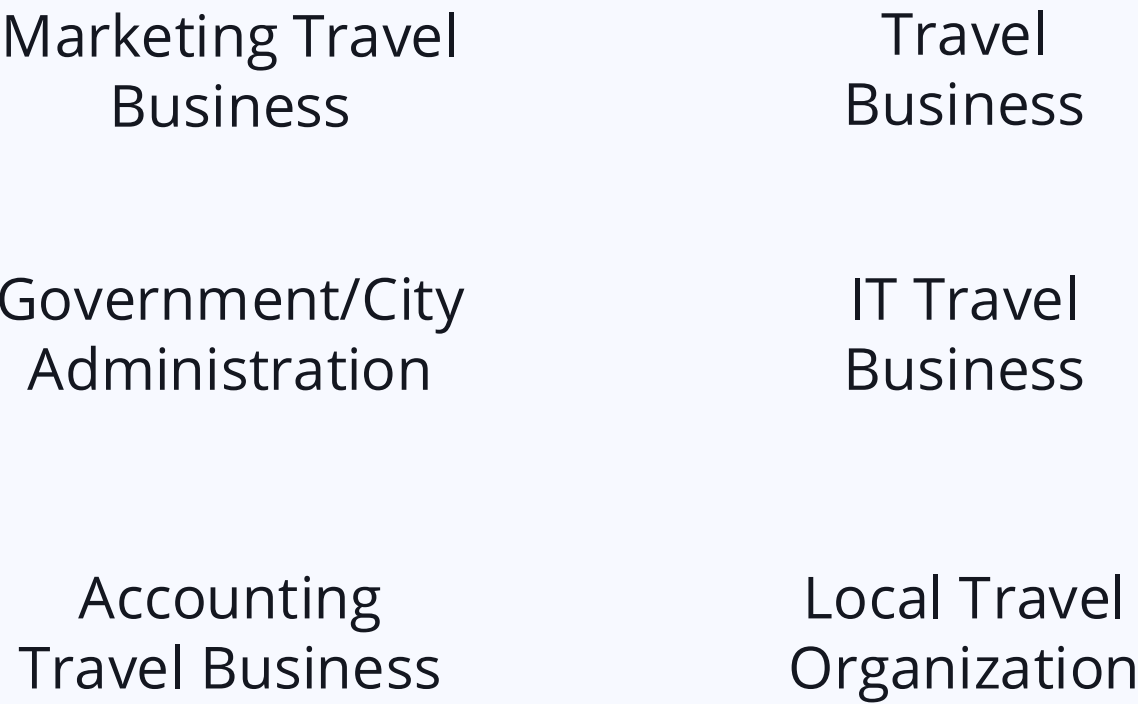 Marketing Travel
Business
Travel
Business
Government/City
Administration
IT Travel
Business
Accounting
Travel Business
Local Travel
Organization